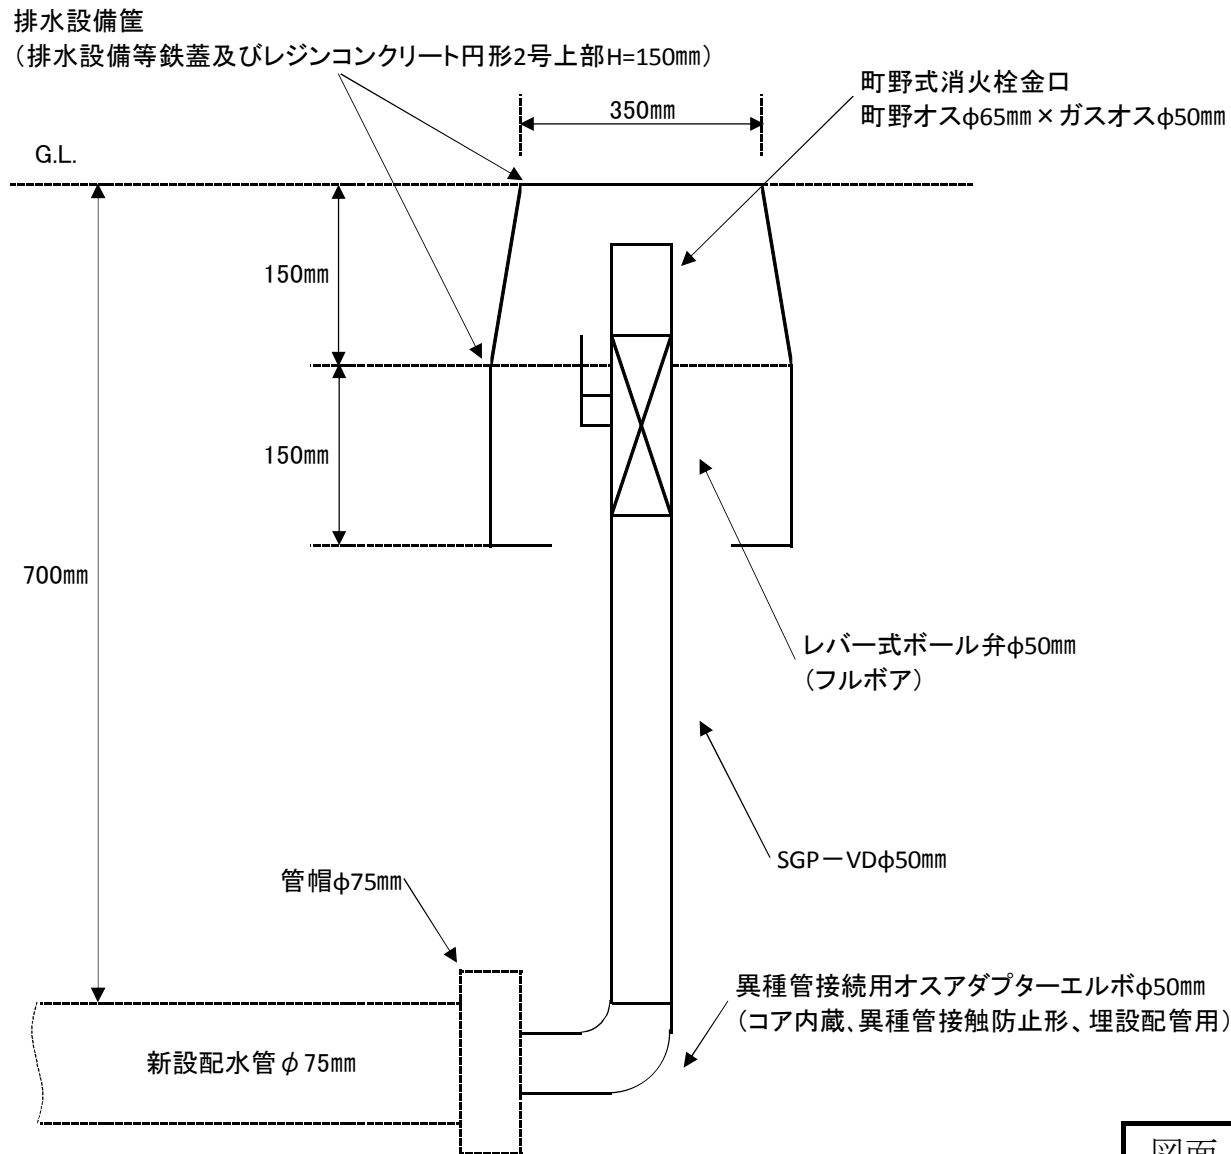 排水設備筐
（排水設備等鉄蓋及びレジンコンクリート円形2号上部H=150㎜）
町野式消火栓金口
町野オスφ65㎜×ガスオスφ50㎜
350㎜
G.L.
150㎜
150㎜
700㎜
レバー式ボール弁φ50㎜
（フルボア）
SGP－VDφ50㎜
管帽φ75㎜
異種管接続用オスアダプターエルボφ50㎜
（コア内蔵、異種管接触防止形、埋設配管用）
新設配水管φ75㎜
図面